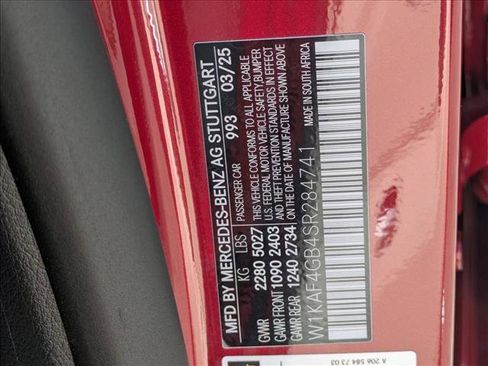 MFD BY MERCEDES-BENZ AG STUTTGART
KG LBS PASSENGER CAR 993 03/25
GVWR 2280 5027 THIS VEHICLE CONFORMS TO ALL APPLICABLE
GAWR FRONT 1090 2403 U.S. FEDERAL MOTOR VEHICLE SAFETY, BUMPER
GAWR REAR 1240 2734 AND THEFT PREVENTION STANDARDS IN EFFECT
ON THE DATE OF MANUFACTURE SHOWN ABOVE
W1KAF4GB4SR284741 MADE IN SOUTH AFRICA
A 206 584 73 03